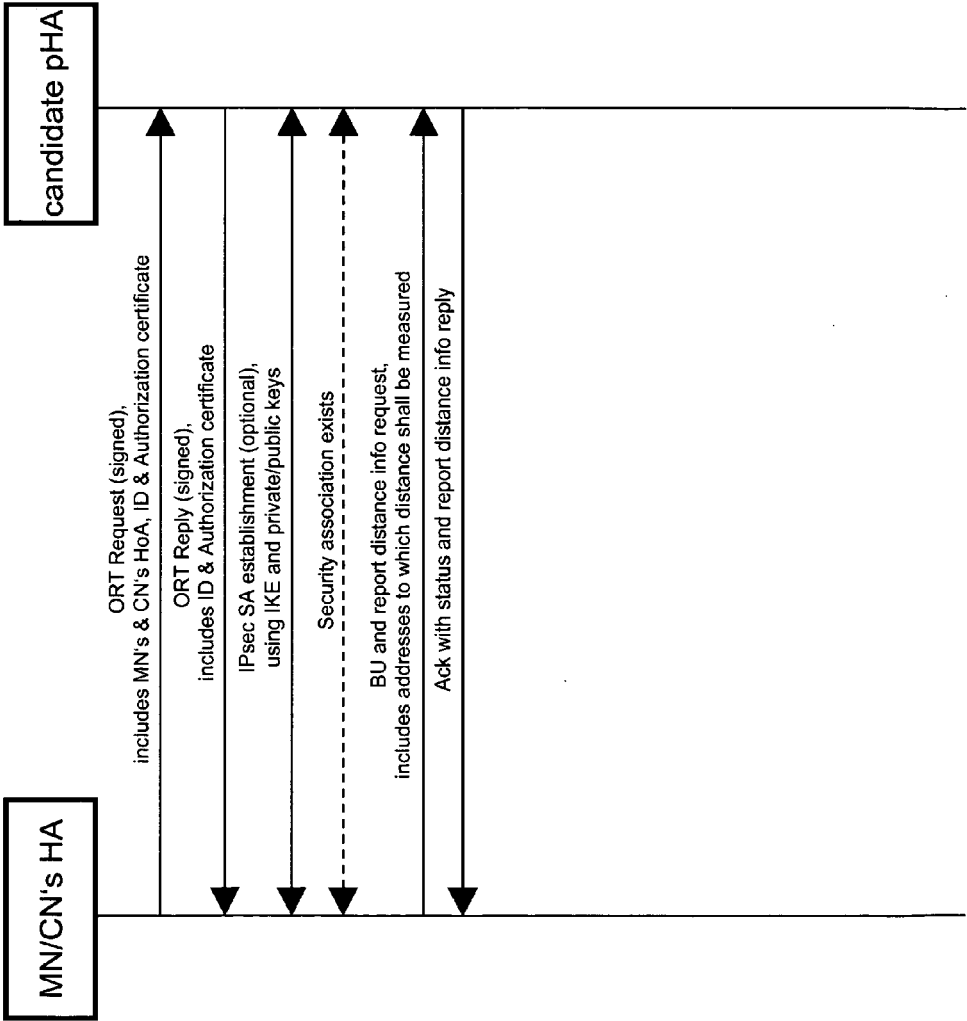 MN/CN's HA
candidate pHA
ORT Request (signed),
includes MN's & CN's HoA, ID & Authorization certificate
ORT Reply (signed),
includes ID & Authorization certificate
IPsec SA establishment (optional),
using IKE and private/public keys
Security association exists
BU and report distance info request,
includes addresses to which distance shall be measured
Ack with status and report distance info reply